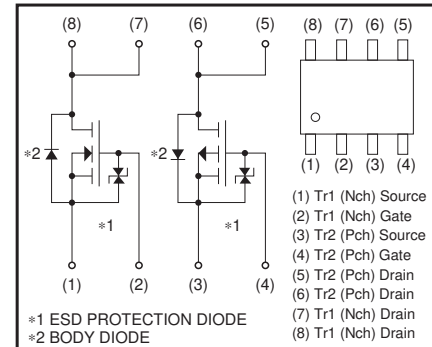 (8) (7) (6) (5)
(8) (7) (6) (5)
*2
*1
*2
*1
(1) (2) (3) (4)
(1) (2) (3) (4)
(1) Tr1 (Nch) Source
(2) Tr1 (Nch) Gate
(3) Tr2 (Pch) Source
(4) Tr2 (Pch) Gate
(5) Tr2 (Pch) Drain
(6) Tr2 (Pch) Drain
(7) Tr1 (Nch) Drain
(8) Tr1 (Nch) Drain
*1 ESD PROTECTION DIODE
*2 BODY DIODE